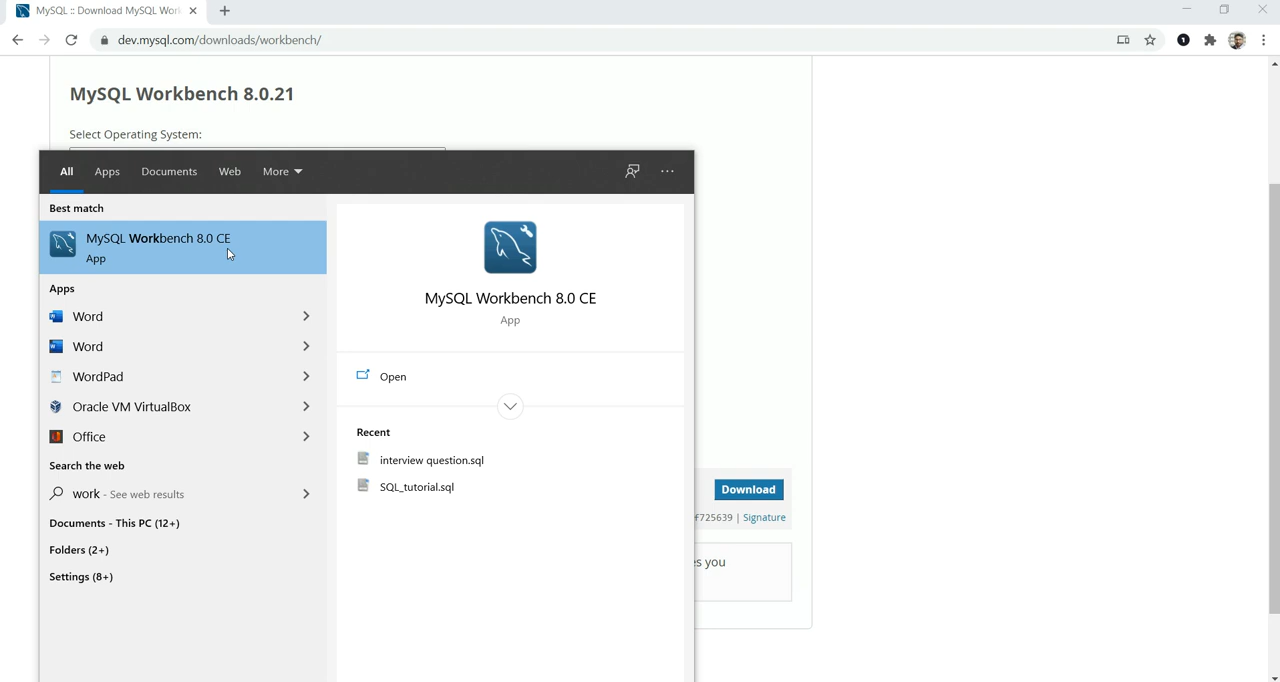 MySQL :: Download MySQL Work
dev.mysql.com/downloads/workbench/
MySQL Workbench 8.0.21
Select Operating System:
All Apps Documents Web More
Best match
MySQL Workbench 8.0 CE
App
Apps
Word
Word
WordPad
Oracle VM VirtualBox
Office
Search the web
work - See web results
Documents - This PC (12+)
Folders (2+)
Settings (8+)
MySQL Workbench 8.0 CE
App
Open
Recent
interview question.sql
SQL_tutorial.sql
Download
f725639 | Signature
es you